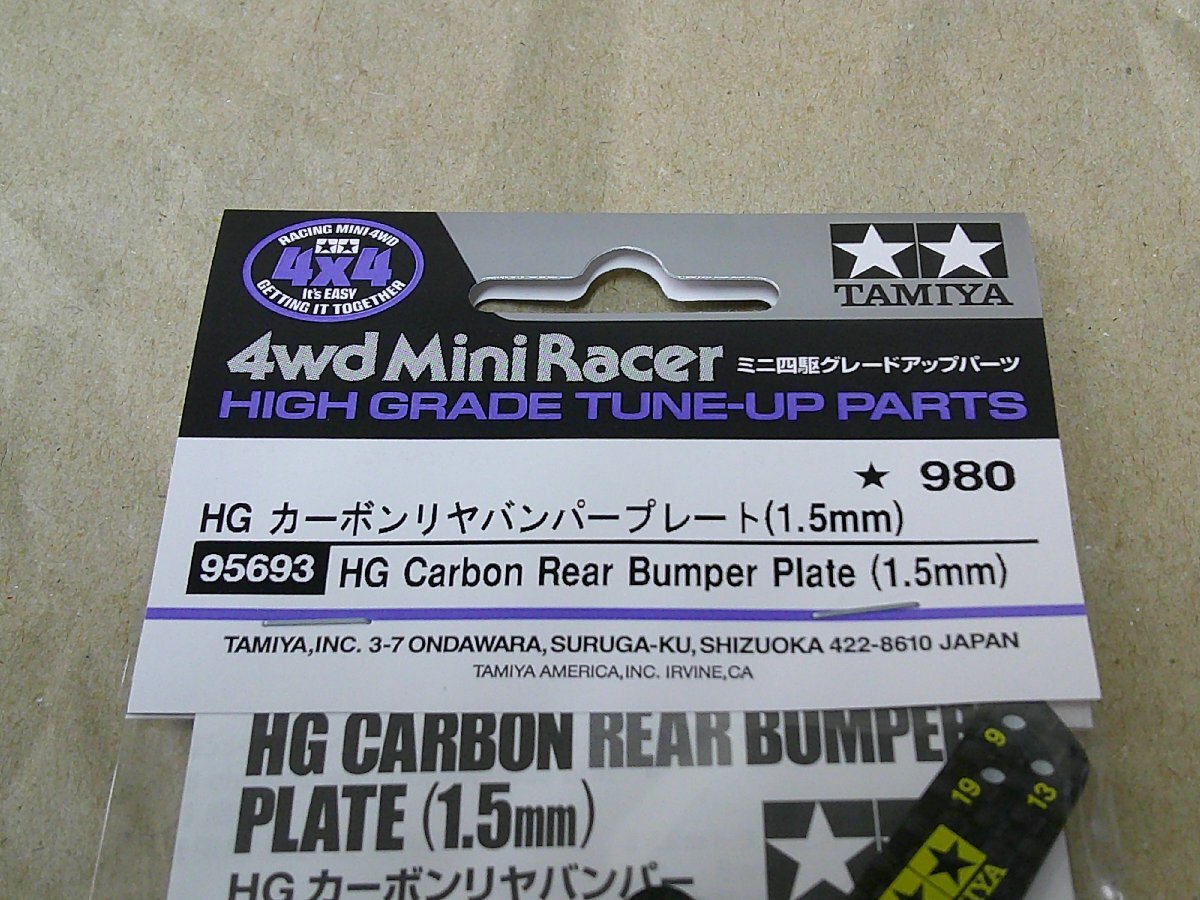 RACING MINI 4WD
4x4
It's EASY
GETTING IT TOGETHER
TAMIYA
4wd Mini Racer ミニ四駆グレードアップパーツ
HIGH GRADE TUNE-UP PARTS
★ 980
HG カーボンリヤバンパープレート(1.5mm)
95693 HG Carbon Rear Bumper Plate (1.5mm)
TAMIYA,INC. 3-7 ONDAWARA, SURUGA-KU, SHIZUOKA 422-8610 JAPAN
TAMIYA AMERICA,INC. IRVINE,CA
HG CARBON REAR BUMPER
PLATE (1.5mm)
HG カーボンリヤバンパー
9
19
13